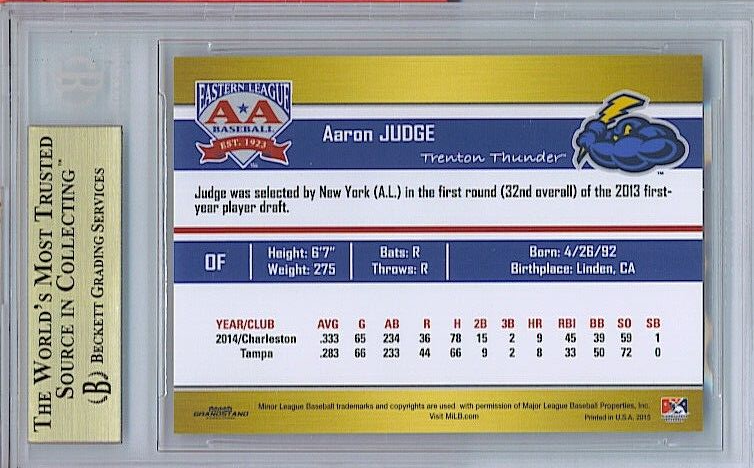 THE WORLD'S MOST TRUSTED
SOURCE IN COLLECTING™
B BECKETT GRADING SERVICES
EASTERN LEAGUE
AA
BASEBALL
EST. 1923
Aaron JUDGE
Trenton Thunder™
Judge was selected by New York (A.L.) in the first round (32nd overall) of the 2013 first-
year player draft.
OF
Height: 6'7"
Weight: 275
Bats: R
Throws: R
Born: 4/26/92
Birthplace: Linden, CA
YEAR/CLUB AVG G AB R H 2B 3B HR RBI BB SO SB
2014/Charleston .333 65 234 36 78 15 2 9 45 39 59 1
Tampa .283 66 233 44 66 9 2 8 33 50 72 0
GRANDSTAND
Minor League Baseball trademarks and copyrights are used with permission of Major League Baseball Properties, Inc.
Visit MiLB.com
Printed in U.S.A. 2015